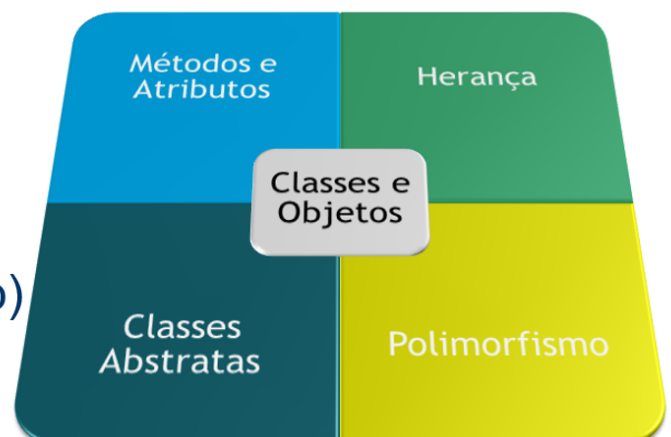 Métodos e
Atributos
Herança
Classes e
Objetos
o)
Classes
Abstratas
Polimorfismo